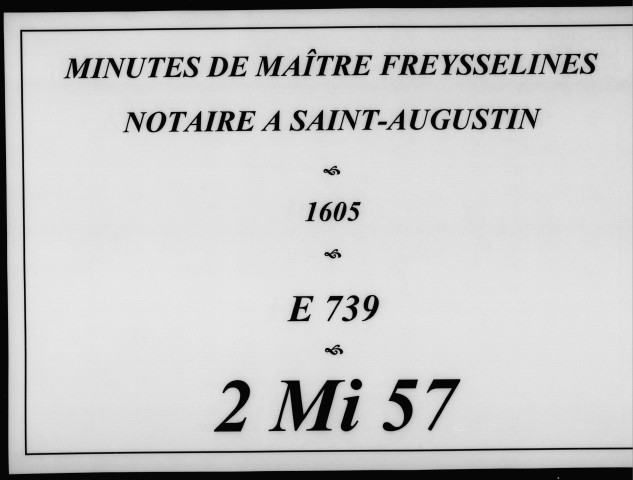 MINUTES DE MAÎTRE FREYSSELINES
NOTAIRE A SAINT-AUGUSTIN
1605
E 739
2 Mi 57